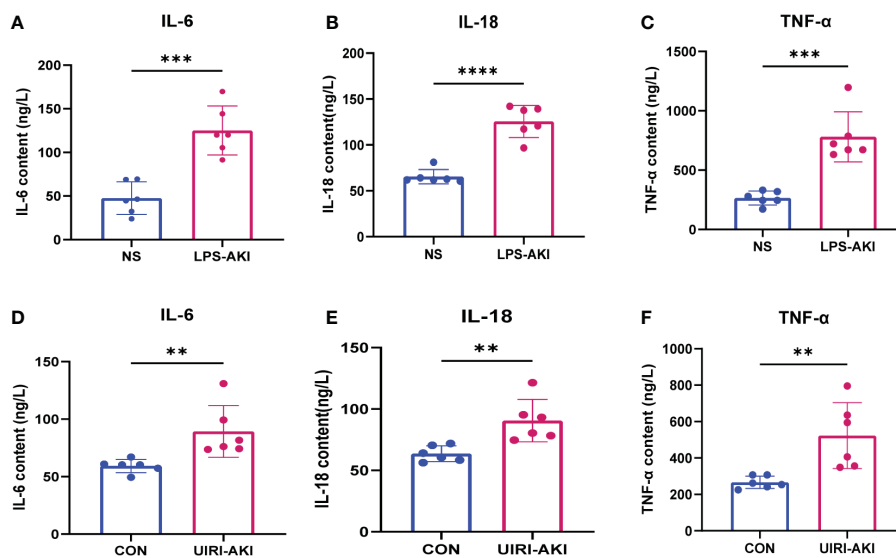 A
IL-6
***
IL-6 content (ng/L)
200
150
100
50
0
NS
LPS-AKI
B
IL-18
****
IL-18 content(ng/L)
200
150
100
50
0
NS
LPS-AKI
C
TNF-α
***
TNF-α content (ng/L)
1500
1000
500
0
NS
LPS-AKI
D
IL-6
**
IL-6 content (ng/L)
150
100
50
0
CON
UIRI-AKI
E
IL-18
**
IL-18 content(ng/L)
150
100
50
0
CON
UIRI-AKI
F
TNF-α
**
TNF-α content (ng/L)
1000
800
600
400
200
0
CON
UIRI-AKI